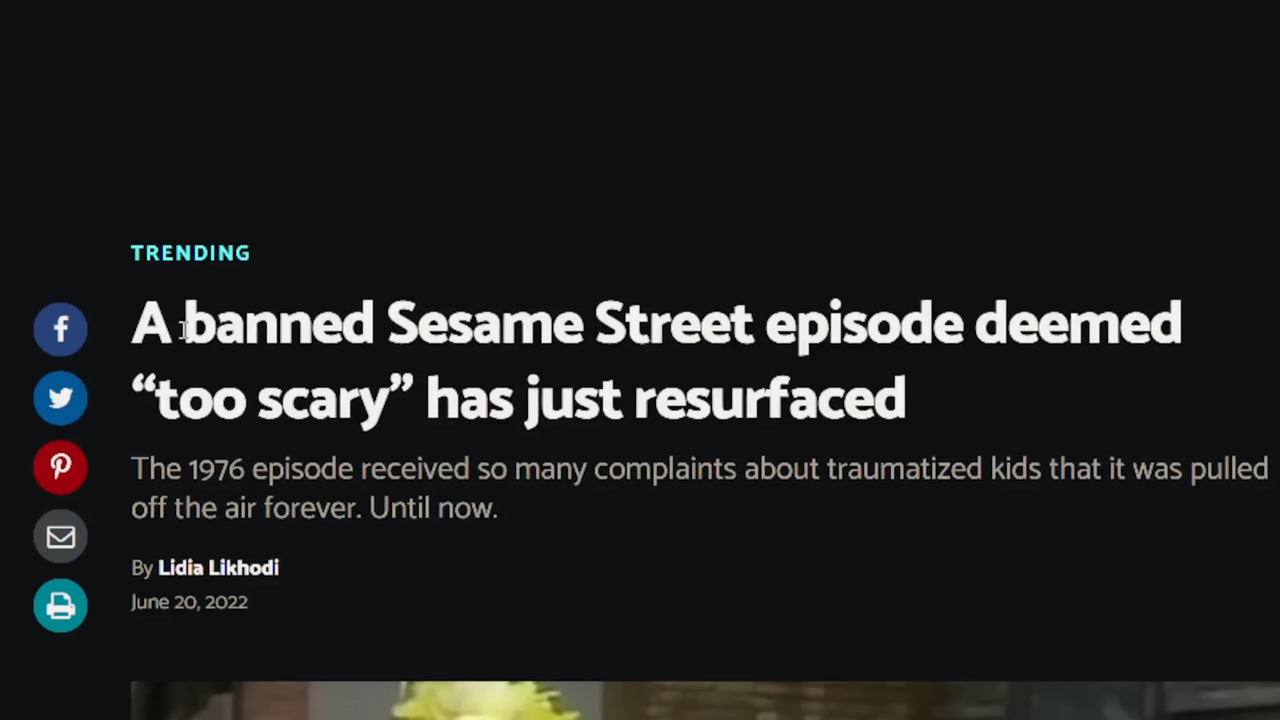 TRENDING
A banned Sesame Street episode deemed
“too scary” has just resurfaced
The 1976 episode received so many complaints about traumatized kids that it was pulled
off the air forever. Until now.
By Lidia Likhodi
June 20, 2022